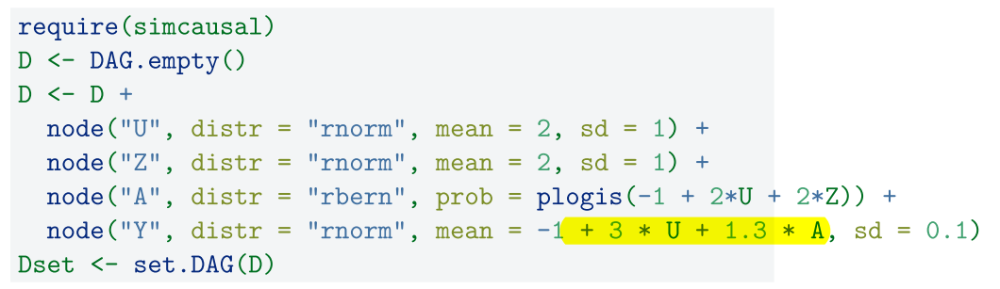 require(simcausal)
D <- DAG.empty()
D <- D +
  node("U", distr = "rnorm", mean = 2, sd = 1) +
  node("Z", distr = "rnorm", mean = 2, sd = 1) +
  node("A", distr = "rbern", prob = plogis(-1 + 2*U + 2*Z)) +
  node("Y", distr = "rnorm", mean = -1 + 3 * U + 1.3 * A, sd = 0.1)
Dset <- set.DAG(D)